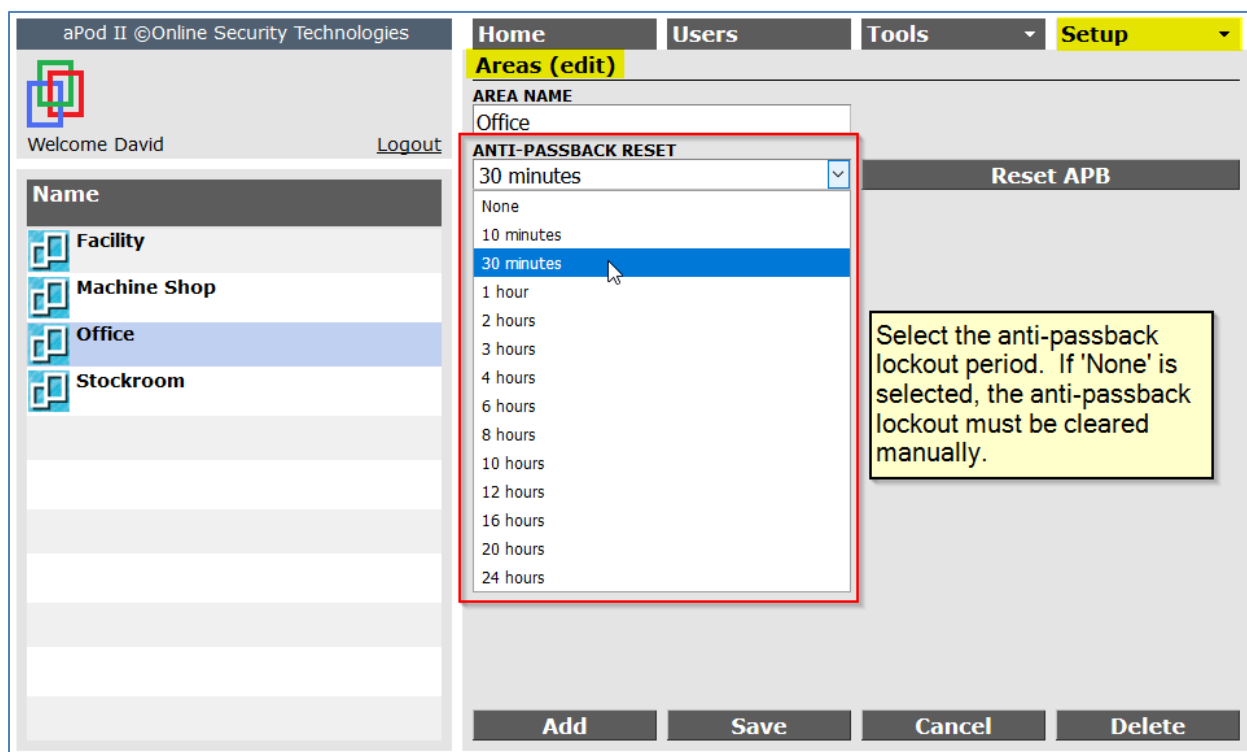 aPod II ©Online Security Technologies
Welcome David
Logout
Name
Facility
Machine Shop
Office
Stockroom
Home
Users
Tools
Setup
Areas (edit)
AREA NAME
Office
ANTI-PASSBACK RESET
30 minutes
Reset APB
None
10 minutes
30 minutes
1 hour
2 hours
3 hours
4 hours
6 hours
8 hours
10 hours
12 hours
16 hours
20 hours
24 hours
Select the anti-passback
lockout period. If 'None' is
selected, the anti-passback
lockout must be cleared
manually.
Add
Save
Cancel
Delete